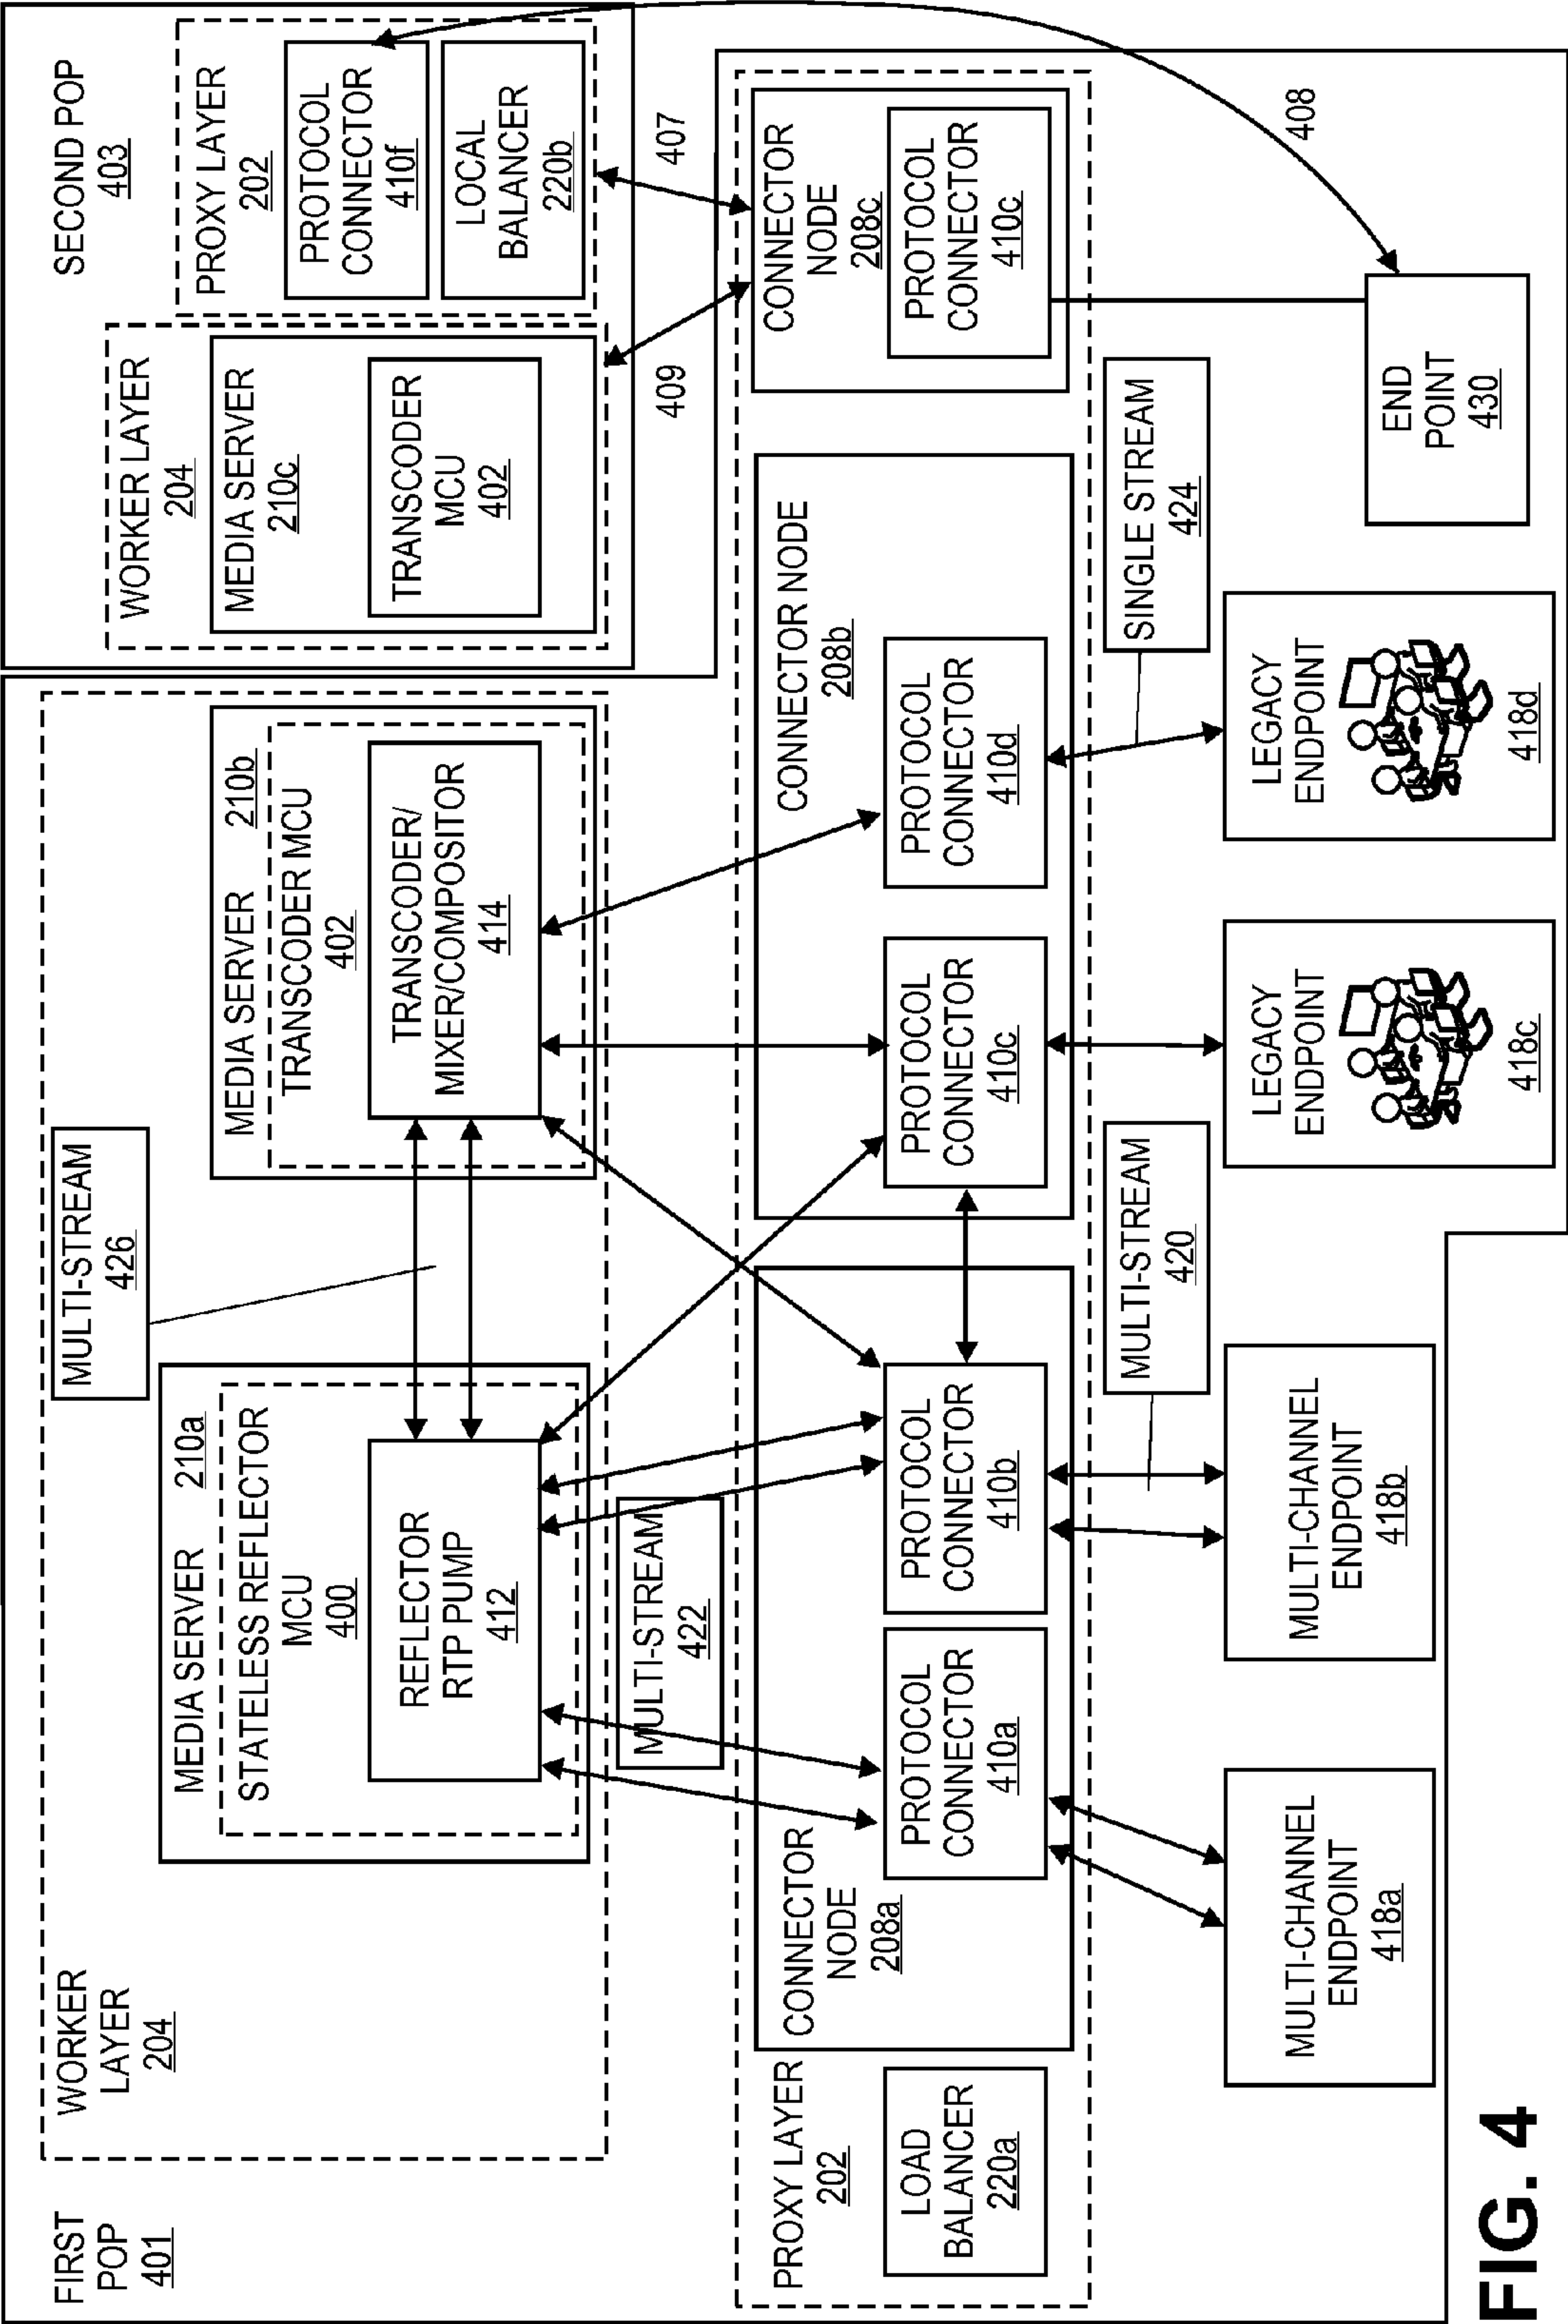 FIRST
POP
401
WORKER
LAYER
204
MEDIA SERVER 210a
STATELESS REFLECTOR
MCU
400
REFLECTOR
RTP PUMP
412
MULTI-STREAM
426
MEDIA SERVER 210b
TRANSCODER MCU
402
TRANSCODER/
MIXER/COMPOSITOR
414
SECOND POP
403
WORKER LAYER
204
MEDIA SERVER
210c
TRANSCODER
MCU
402
PROXY LAYER
202
PROTOCOL
CONNECTOR
410f
LOCAL
BALANCER
220b
MULTI-STREAM
422
409
407
PROXY LAYER
202
LOAD
BALANCER
220a
CONNECTOR
NODE
208a
PROTOCOL
CONNECTOR
410a
PROTOCOL
CONNECTOR
410b
CONNECTOR NODE
208b
PROTOCOL
CONNECTOR
410c
PROTOCOL
CONNECTOR
410d
CONNECTOR
NODE
208c
PROTOCOL
CONNECTOR
410c
MULTI-STREAM
420
SINGLE STREAM
424
408
MULTI-CHANNEL
ENDPOINT
418a
MULTI-CHANNEL
ENDPOINT
418b
LEGACY
ENDPOINT
418c
LEGACY
ENDPOINT
418d
END
POINT
430
FIG. 4